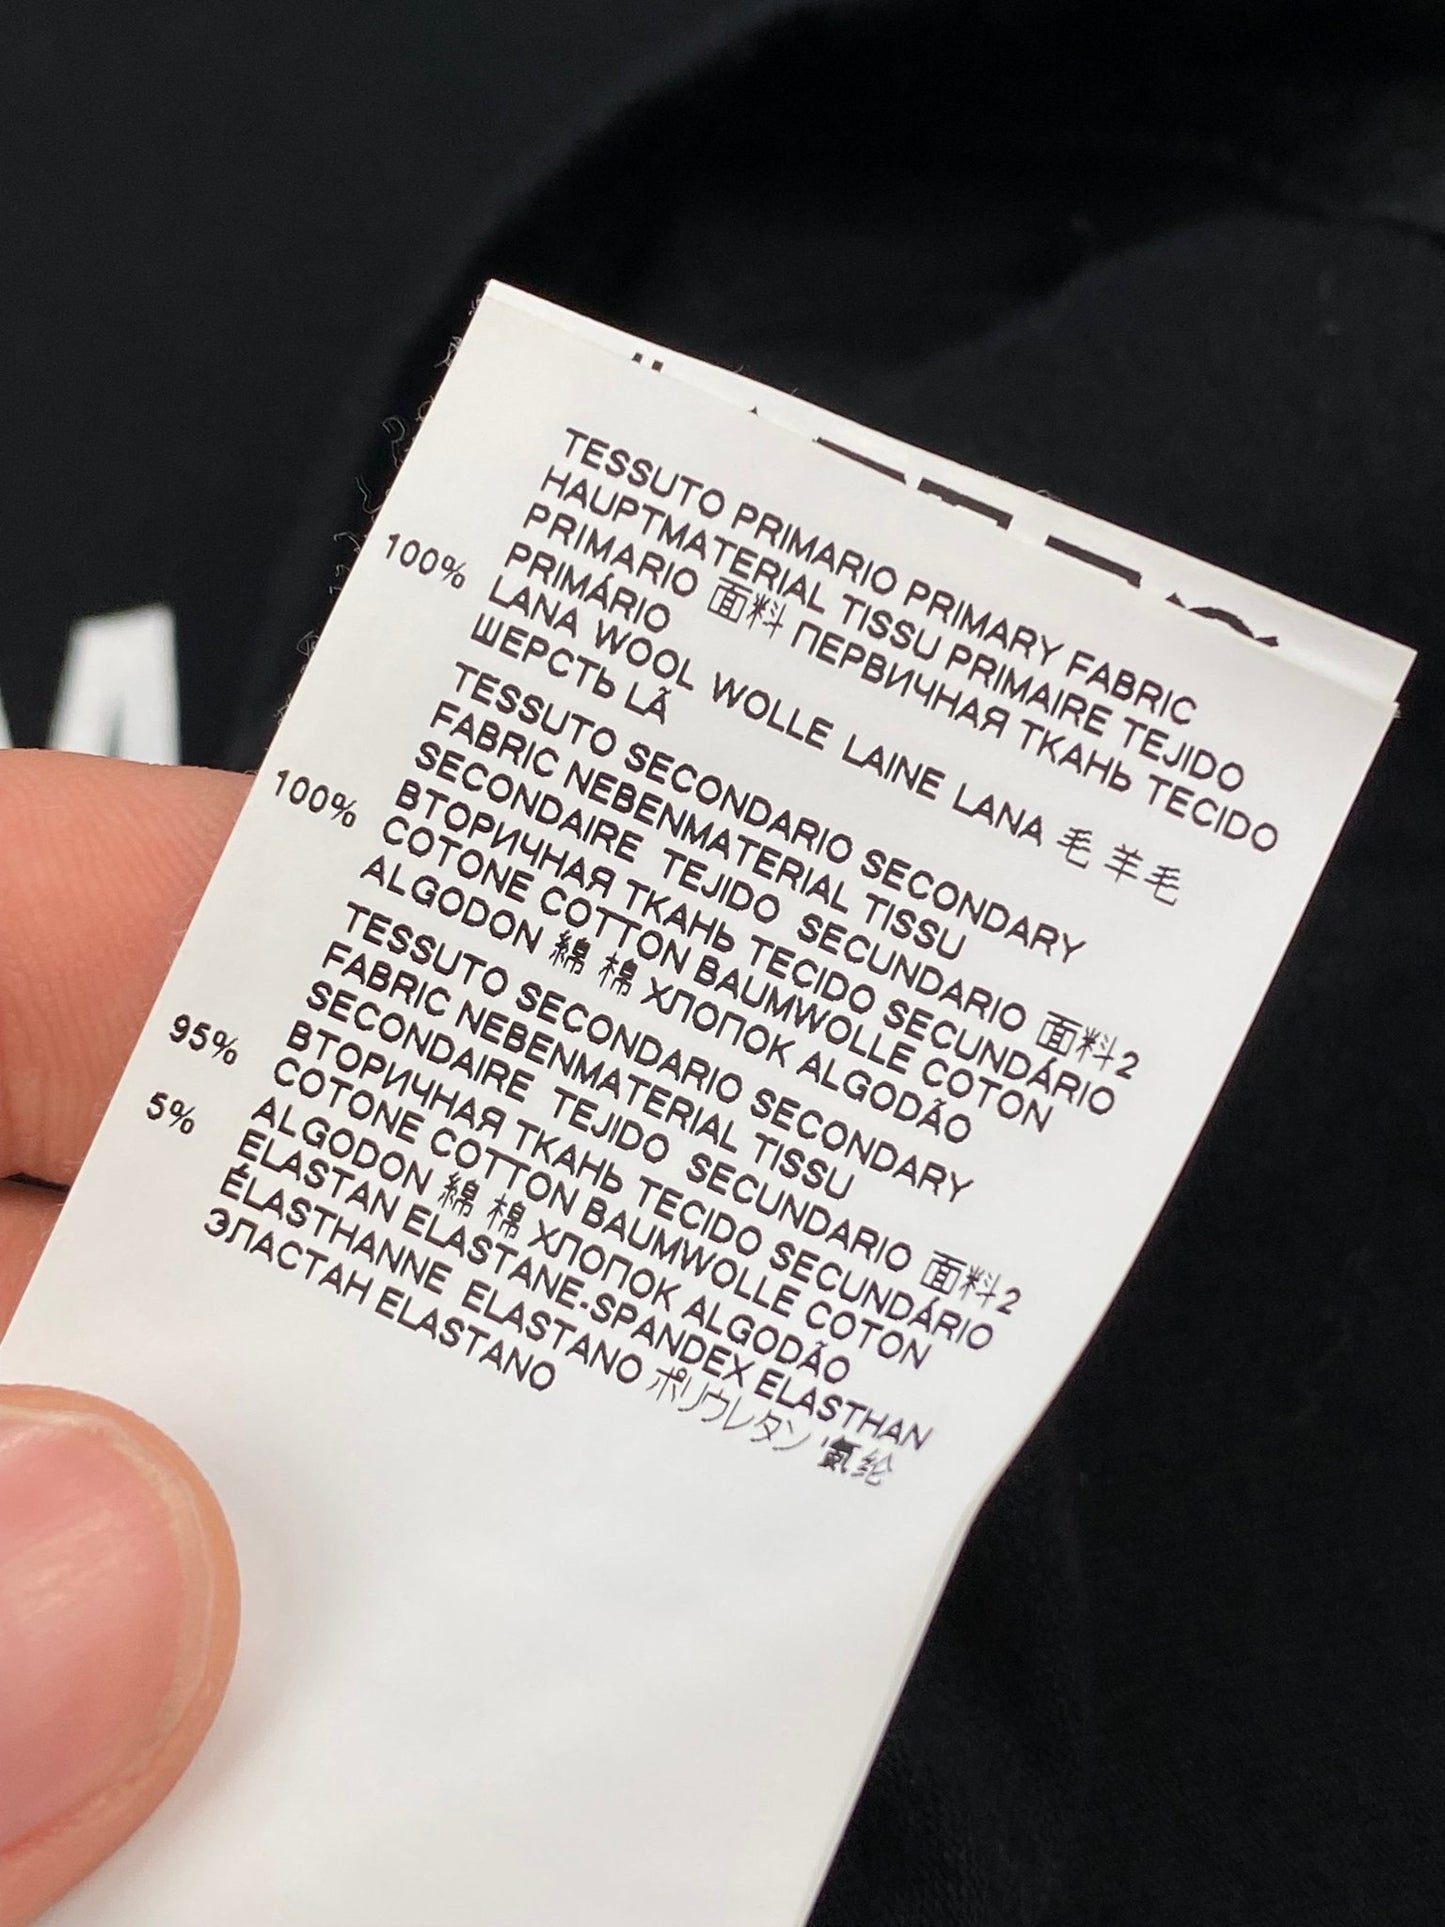 TESSUTO PRIMARIO PRIMARY FABRIC
HAUPTMATERIAL TISSU PRIMAIRE TEJIDO
PRIMARIO 面料 ПЕРВИЧНАЯ ТКАНЬ TECIDO
PRIMÁRIO
100% LANA WOOL WOLLE LAINE LANA 毛 羊毛
ШЕРСТЬ LÃ
TESSUTO SECONDARIO SECONDARY
FABRIC NEBENMATERIAL TISSU
SECONDAIRE TEJIDO SECUNDARIO 面料2
ВТОРИЧНАЯ ТКАНЬ TECIDO SECUNDÁRIO
100% COTONE COTTON BAUMWOLLE COTON
ALGODON 綿 棉 ХЛОПОК ALGODÃO
TESSUTO SECONDARIO SECONDARY
FABRIC NEBENMATERIAL TISSU
SECONDAIRE TEJIDO SECUNDARIO 面料2
ВТОРИЧНАЯ ТКАНЬ TECIDO SECUNDÁRIO
95% COTONE COTTON BAUMWOLLE COTON
ALGODON 綿 棉 ХЛОПОК ALGODÃO
5% ELASTAN ELASTANE-SPANDEX ELASTHAN
ÉLASTHANNE ELASTANO ポリウレタン 氨纶
ЭЛАСТАН ELASTANO